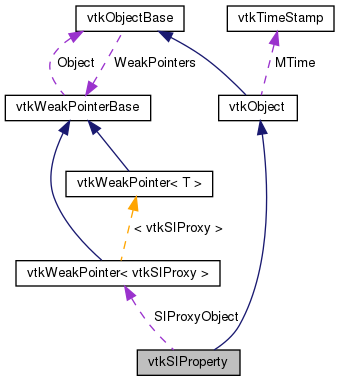 vtkObjectBase
vtkTimeStamp
Object
WeakPointers
MTime
vtkWeakPointerBase
vtkObject
vtkWeakPointer< T >
< vtkSIProxy >
vtkWeakPointer< vtkSIProxy >
SIProxyObject
vtkSIProperty